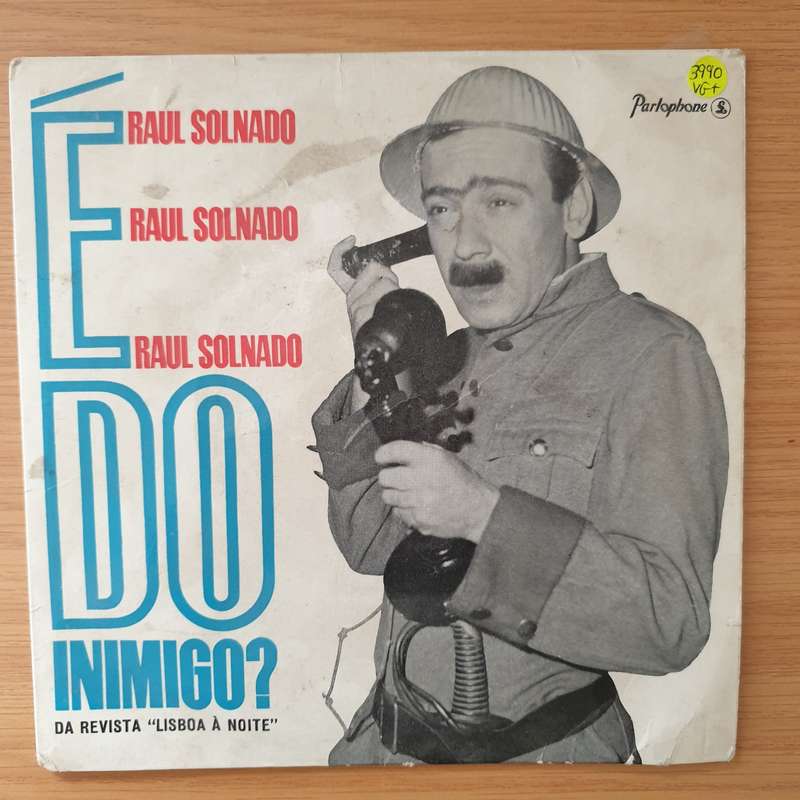 3990
VG+
Parlophone
É
RAUL SOLNADO
RAUL SOLNADO
RAUL SOLNADO
DO
INIMIGO?
DA REVISTA “LISBOA À NOITE”